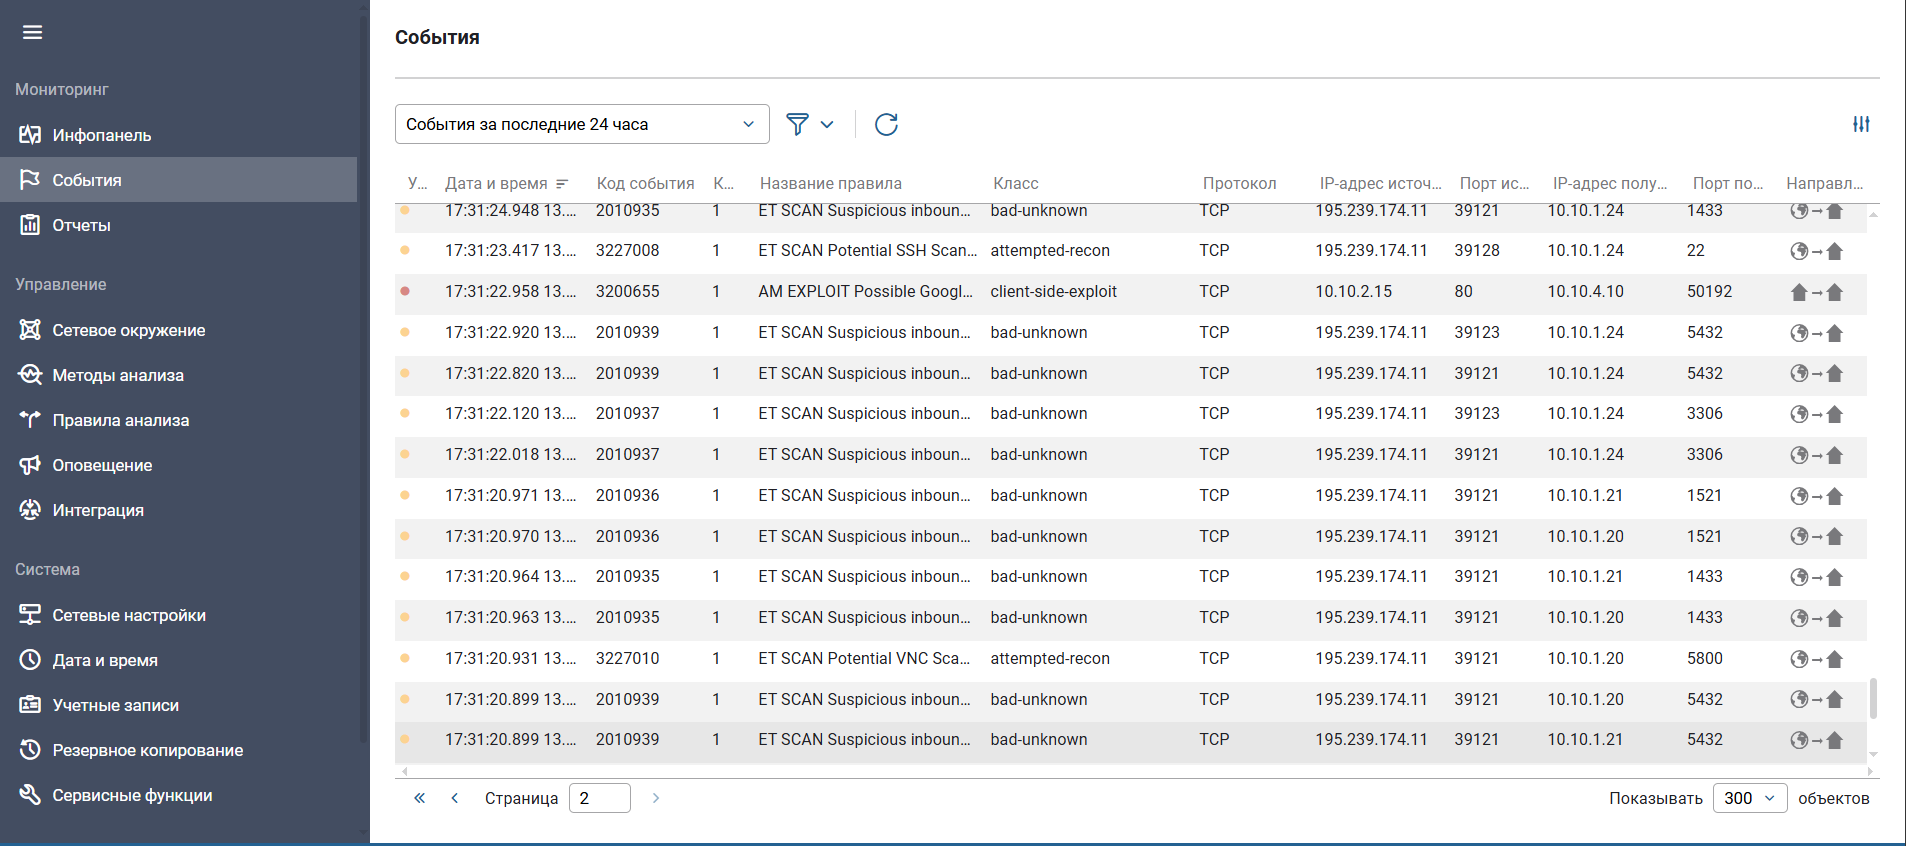 События
Мониторинг
Инфопанель
События
Отчеты
Управление
Сетевое окружение
Методы анализа
Правила анализа
Оповещение
Интеграция
Система
Сетевые настройки
Дата и время
Учетные записи
Резервное копирование
Сервисные функции
События за последние 24 часа
У... Дата и время Код события К... Название правила Класс Протокол IP-адрес источ... Порт ис... IP-адрес полу... Порт по... Направл...
17:31:24.948 13.... 2010935 1 ET SCAN Suspicious inboun... bad-unknown TCP 195.239.174.11 39121 10.10.1.24 1433
17:31:23.417 13.... 3227008 1 ET SCAN Potential SSH Scan... attempted-recon TCP 195.239.174.11 39128 10.10.1.24 22
17:31:22.958 13.... 3200655 1 AM EXPLOIT Possible Googl... client-side-exploit TCP 10.10.2.15 80 10.10.4.10 50192
17:31:22.920 13.... 2010939 1 ET SCAN Suspicious inboun... bad-unknown TCP 195.239.174.11 39123 10.10.1.24 5432
17:31:22.820 13.... 2010939 1 ET SCAN Suspicious inboun... bad-unknown TCP 195.239.174.11 39121 10.10.1.24 5432
17:31:22.120 13.... 2010937 1 ET SCAN Suspicious inboun... bad-unknown TCP 195.239.174.11 39123 10.10.1.24 3306
17:31:22.018 13.... 2010937 1 ET SCAN Suspicious inboun... bad-unknown TCP 195.239.174.11 39121 10.10.1.24 3306
17:31:20.971 13.... 2010936 1 ET SCAN Suspicious inboun... bad-unknown TCP 195.239.174.11 39121 10.10.1.21 1521
17:31:20.970 13.... 2010936 1 ET SCAN Suspicious inboun... bad-unknown TCP 195.239.174.11 39121 10.10.1.20 1521
17:31:20.964 13.... 2010935 1 ET SCAN Suspicious inboun... bad-unknown TCP 195.239.174.11 39121 10.10.1.21 1433
17:31:20.963 13.... 2010935 1 ET SCAN Suspicious inboun... bad-unknown TCP 195.239.174.11 39121 10.10.1.20 1433
17:31:20.931 13.... 3227010 1 ET SCAN Potential VNC Sca... attempted-recon TCP 195.239.174.11 39121 10.10.1.20 5800
17:31:20.899 13.... 2010939 1 ET SCAN Suspicious inboun... bad-unknown TCP 195.239.174.11 39121 10.10.1.20 5432
17:31:20.899 13.... 2010939 1 ET SCAN Suspicious inboun... bad-unknown TCP 195.239.174.11 39121 10.10.1.21 5432
Страница 2 Показывать 300 объектов